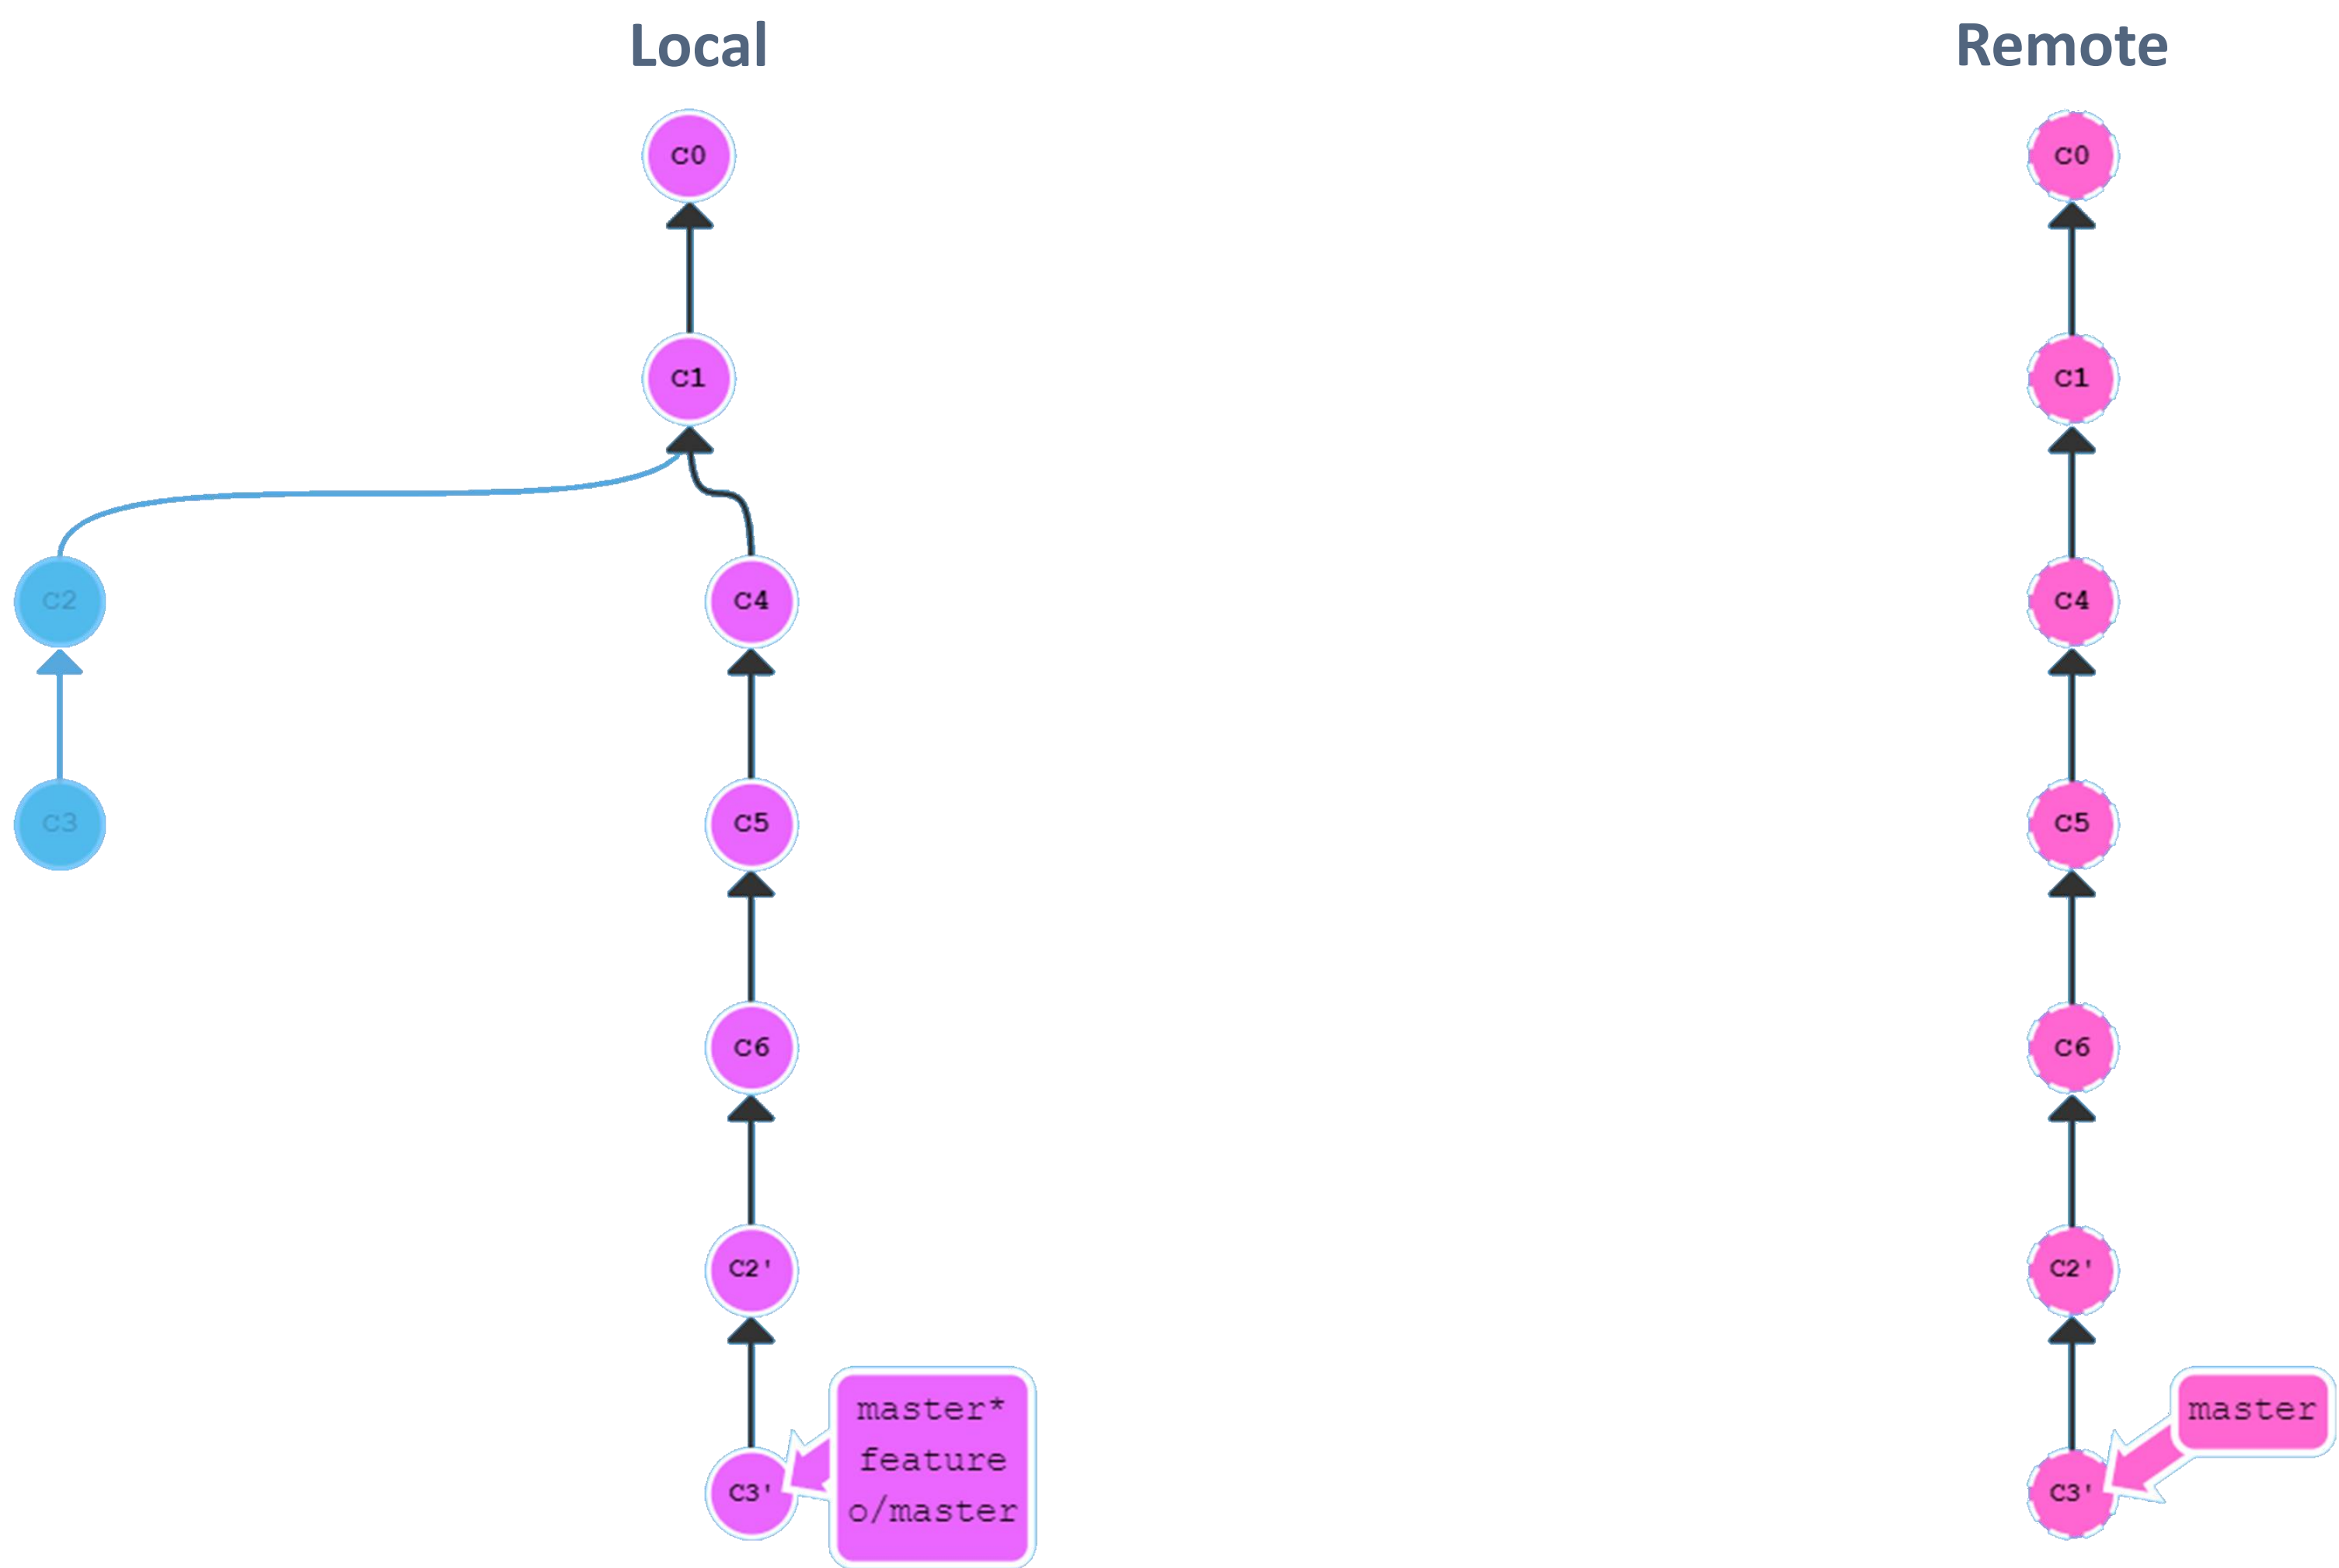 Local
Remote
C0
C0
C1
C1
C2
C4
C4
C3
C5
C5
C6
C6
C2'
C2'
master*
feature
o/master
master
C3'
C3'